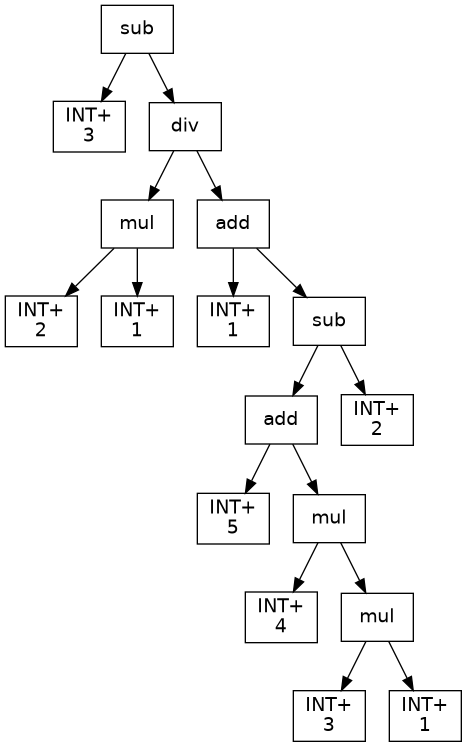 sub
INT+
3
div
mul
add
INT+
2
INT+
1
INT+
1
sub
add
INT+
2
INT+
5
mul
INT+
4
mul
INT+
3
INT+
1